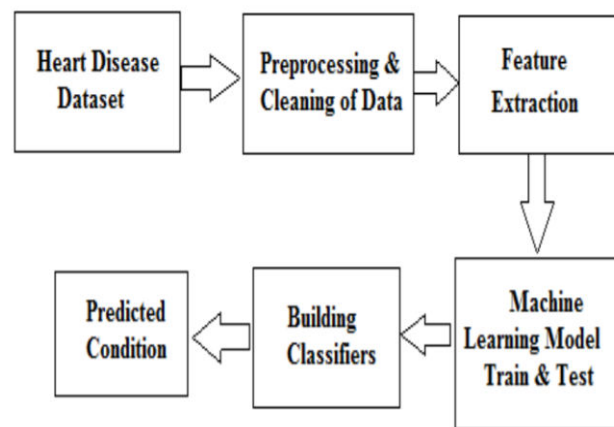 Heart Disease
Dataset
Preprocessing &
Cleaning of Data
Feature
Extraction
Machine
Learning Model
Train & Test
Building
Classifiers
Predicted
Condition